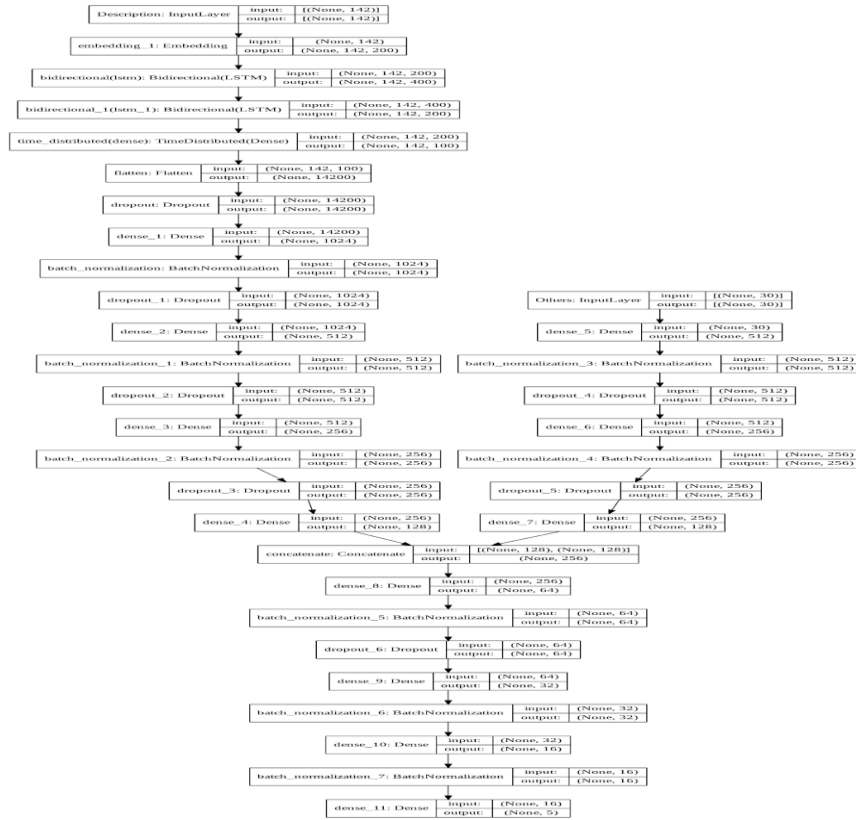 Description: InputLayer input: [(None, 142)]
output: [(None, 142)]
embedding_1: Embedding input: (None, 142)
output: (None, 142, 200)
bidirectional(lstm): Bidirectional(LSTM) input: (None, 142, 200)
output: (None, 142, 400)
bidirectional_1(lstm_1): Bidirectional(LSTM) input: (None, 142, 400)
output: (None, 142, 200)
time_distributed(dense): TimeDistributed(Dense) input: (None, 142, 200)
output: (None, 142, 100)
flatten: Flatten input: (None, 142, 100)
output: (None, 14200)
dropout: Dropout input: (None, 14200)
output: (None, 14200)
dense_1: Dense input: (None, 14200)
output: (None, 1024)
batch_normalization: BatchNormalization input: (None, 1024)
output: (None, 1024)
dropout_1: Dropout input: (None, 1024)
output: (None, 1024)
dense_2: Dense input: (None, 1024)
output: (None, 512)
batch_normalization_1: BatchNormalization input: (None, 512)
output: (None, 512)
dropout_2: Dropout input: (None, 512)
output: (None, 512)
dense_3: Dense input: (None, 512)
output: (None, 256)
batch_normalization_2: BatchNormalization input: (None, 256)
output: (None, 256)
dropout_3: Dropout input: (None, 256)
output: (None, 256)
dense_4: Dense input: (None, 256)
output: (None, 128)
Others: InputLayer input: [(None, 30)]
output: [(None, 30)]
dense_5: Dense input: (None, 30)
output: (None, 512)
batch_normalization_3: BatchNormalization input: (None, 512)
output: (None, 512)
dropout_4: Dropout input: (None, 512)
output: (None, 512)
dense_6: Dense input: (None, 512)
output: (None, 256)
batch_normalization_4: BatchNormalization input: (None, 256)
output: (None, 256)
dropout_5: Dropout input: (None, 256)
output: (None, 256)
dense_7: Dense input: (None, 256)
output: (None, 128)
concatenate: Concatenate input: [(None, 128), (None, 128)]
output: (None, 256)
dense_8: Dense input: (None, 256)
output: (None, 64)
batch_normalization_5: BatchNormalization input: (None, 64)
output: (None, 64)
dropout_6: Dropout input: (None, 64)
output: (None, 64)
dense_9: Dense input: (None, 64)
output: (None, 32)
batch_normalization_6: BatchNormalization input: (None, 32)
output: (None, 32)
dense_10: Dense input: (None, 32)
output: (None, 16)
batch_normalization_7: BatchNormalization input: (None, 16)
output: (None, 16)
dense_11: Dense input: (None, 16)
output: (None, 5)